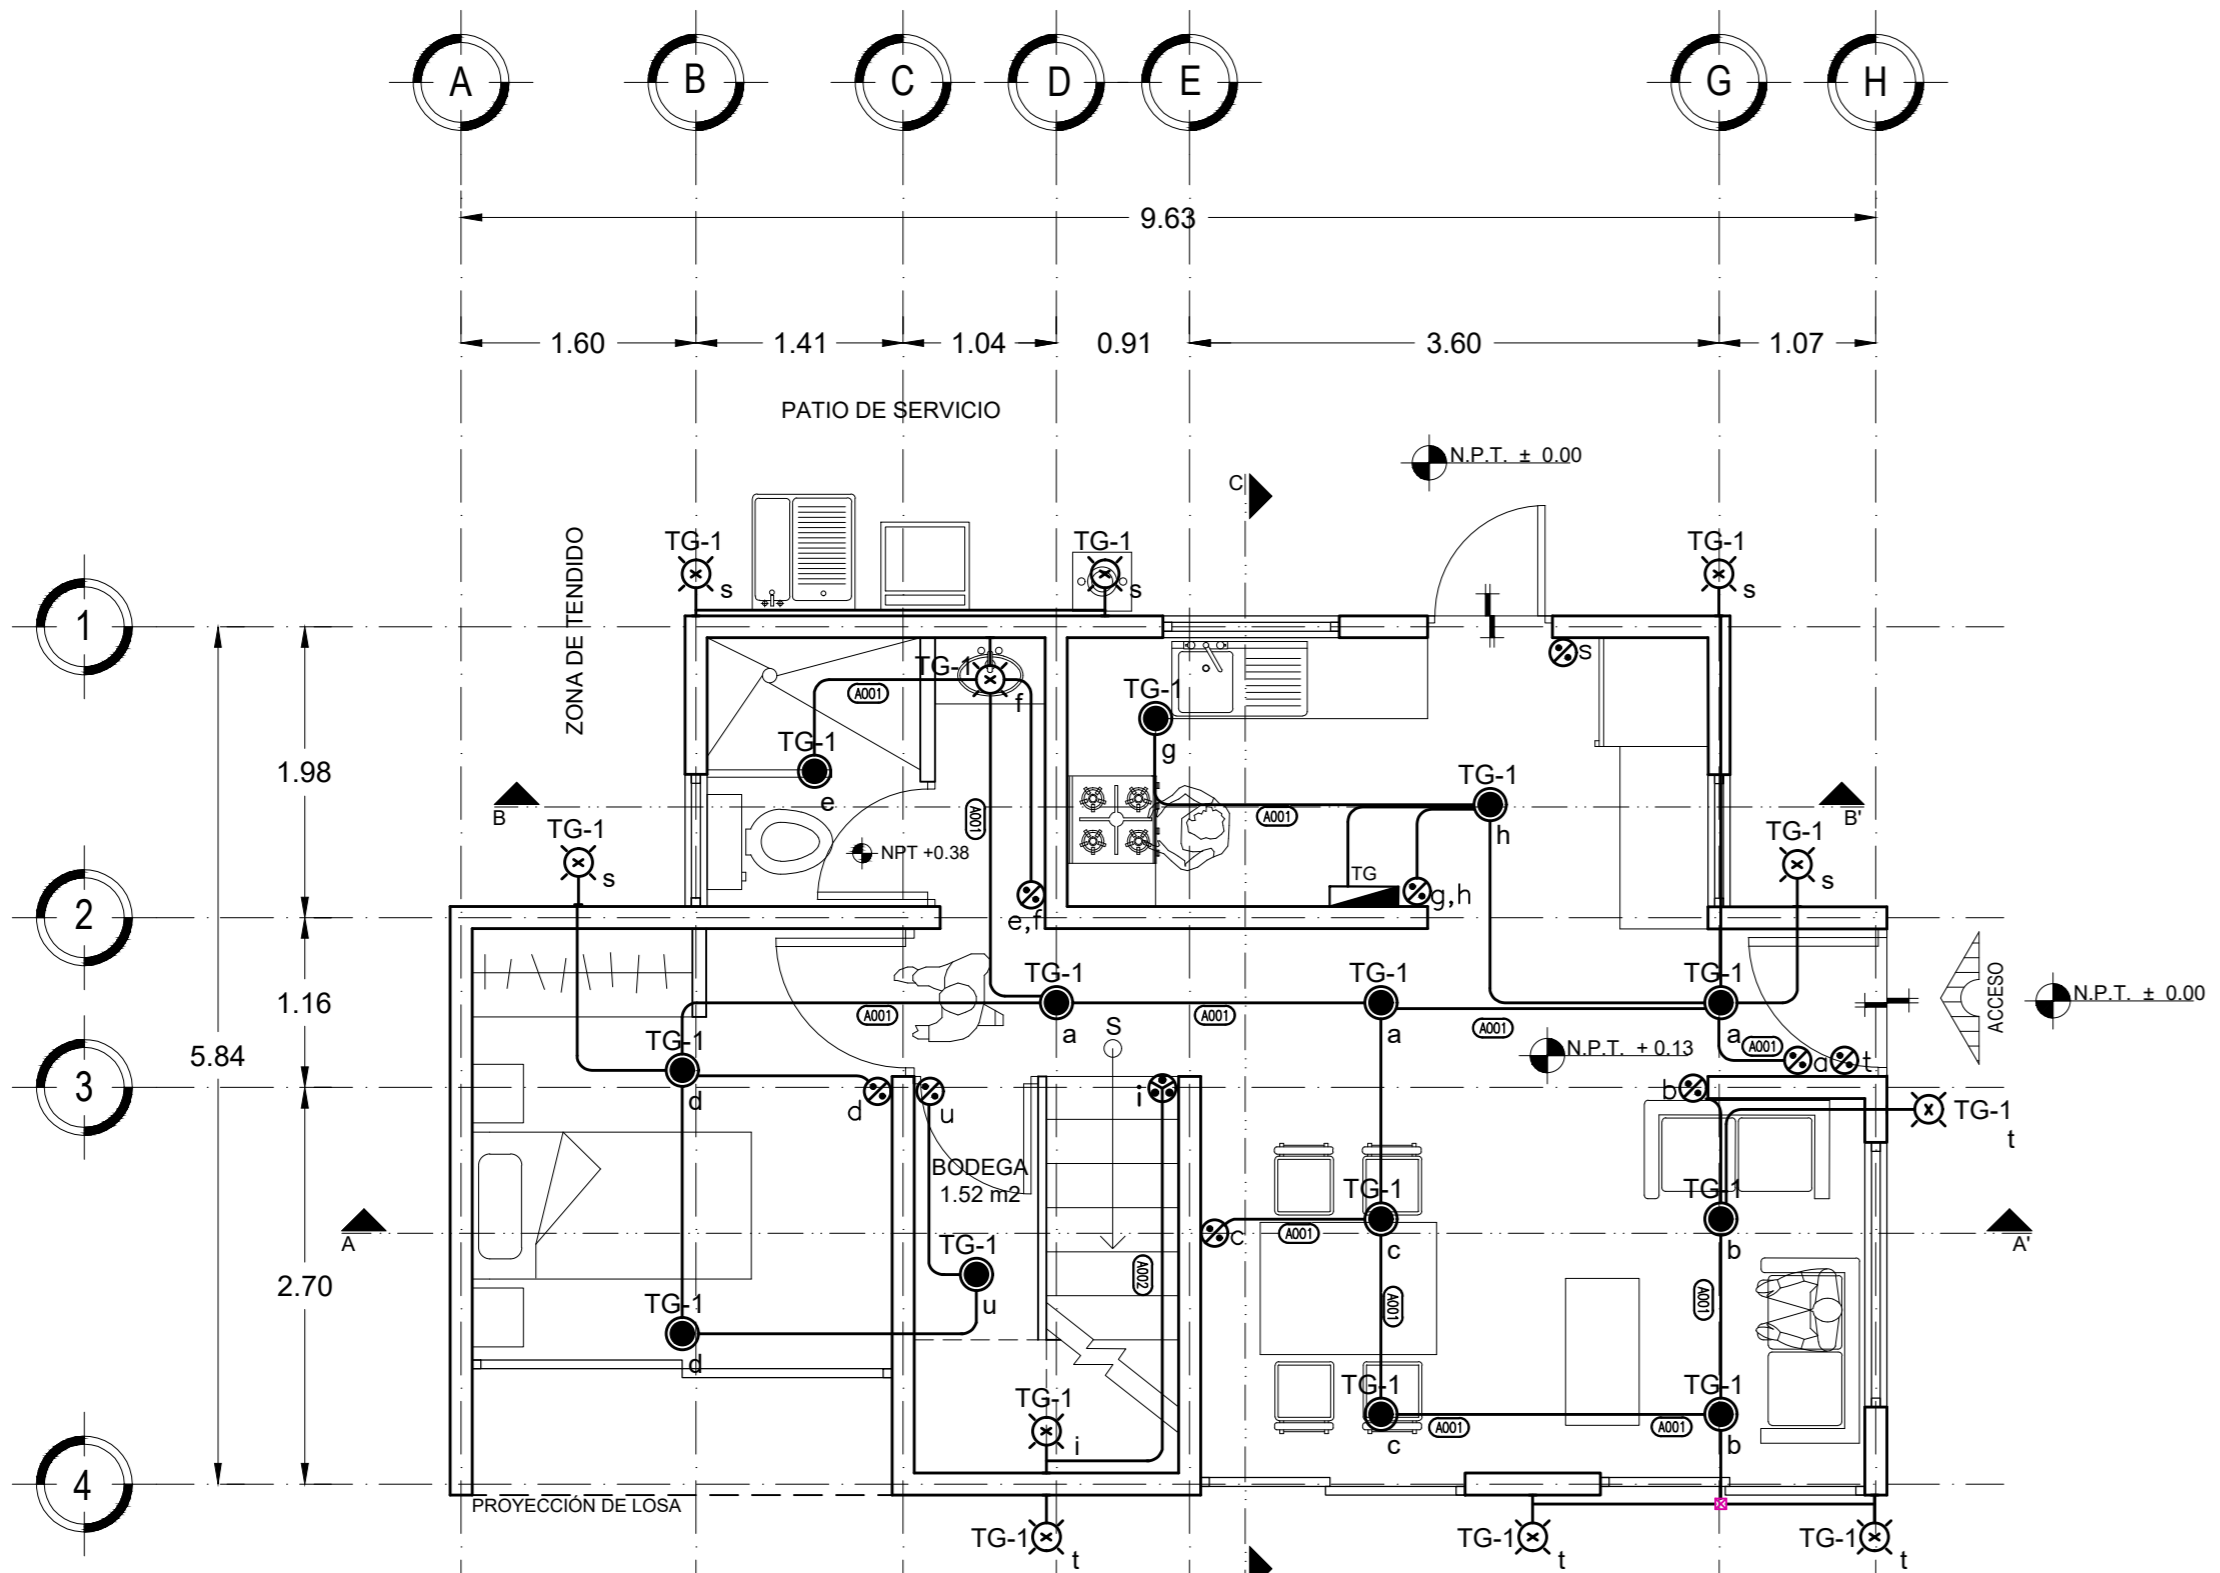 A B C D E G H
9.63
1.60 1.41 1.04 0.91 3.60 1.07
PATIO DE SERVICIO
N.P.T. ± 0.00
C
ZONA DE TENDIDO
TG-1
s
TG-1
s
TG-1
s
1
s
TG-1
f
A001
TG-1
g
TG-1
e
1.98
TG-1
h
A001
A001
B
B'
TG-1
s
NPT +0.38
TG-1
s
TG
g,h
e,f
2
TG-1
a
TG-1
a
TG-1
a
ACCESO
N.P.T. ± 0.00
1.16
A001
A001
A001
S
N.P.T. + 0.13
A001
5.84
TG-1
d
a
t
3
d
u
i
b
TG-1
t
BODEGA
1.52 m2
TG-1
c
TG-1
b
A
c
A001
A'
TG-1
u
A002
2.70
TG-1
d
A001
A001
TG-1
i
TG-1
c
A001
A001
TG-1
b
4
PROYECCIÓN DE LOSA
TG-1
t
TG-1
t
TG-1
t